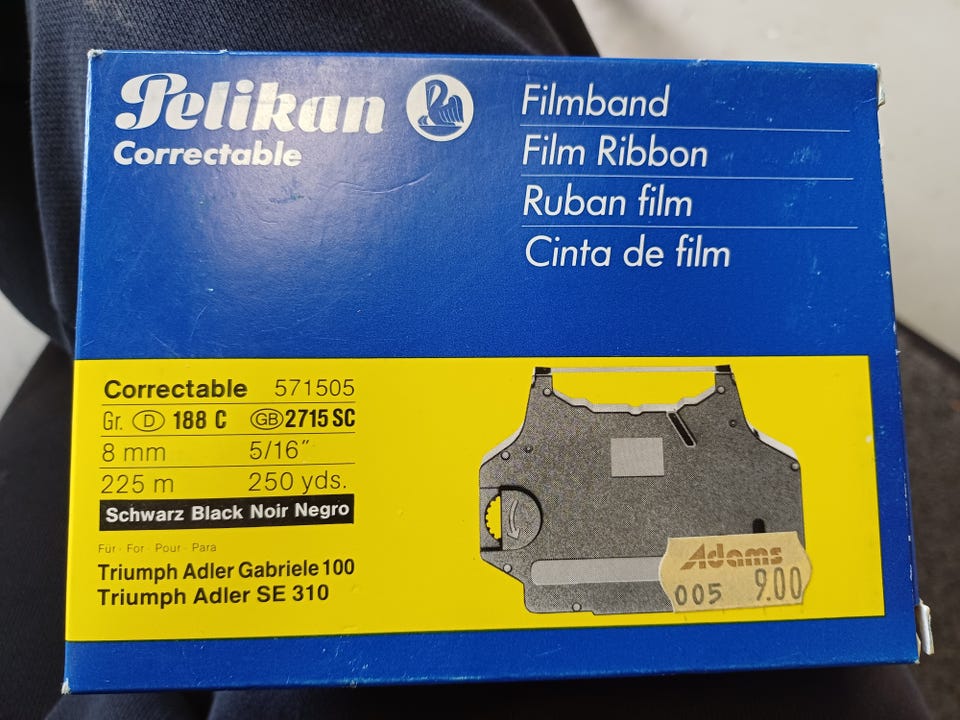 Pelikan
Correctable
Filmband
Film Ribbon
Ruban film
Cinta de film
Correctable 571505
Gr. D 188 C GB 2715 SC
8 mm 5/16"
225 m 250 yds.
Schwarz Black Noir Negro
Für · For · Pour · Para
Triumph Adler Gabriele 100
Triumph Adler SE 310
Adams
005 9.00